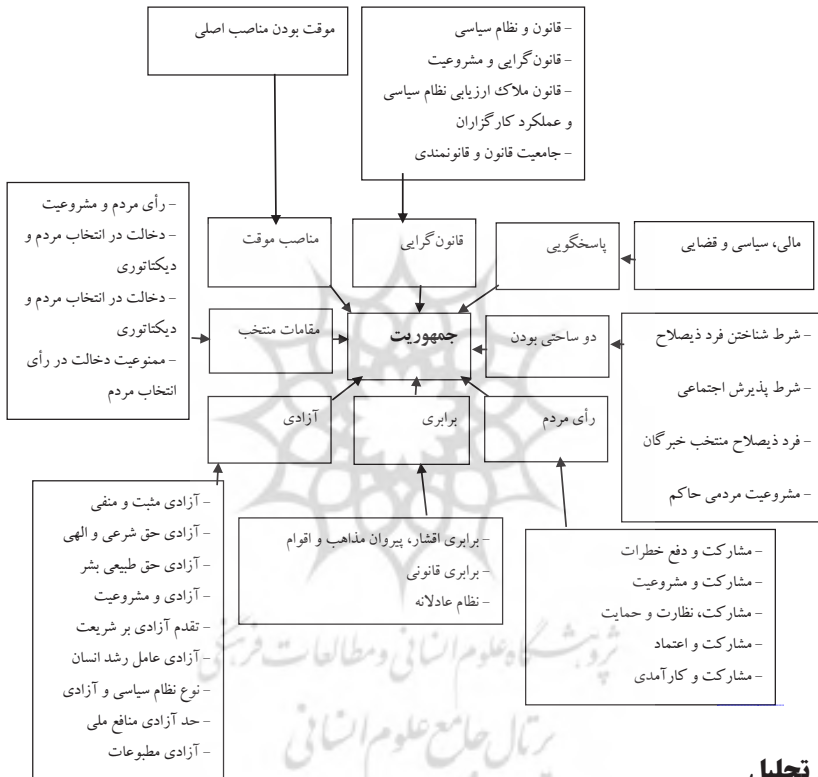 موقت بودن مناصب اصلی
– قانون و نظام سیاسی
– قانون‌گرایی و مشروعیت
– قانون ملاک ارزیابی نظام سیاسی
و عملکرد کارگزاران
– جامعیت قانون و قانونمندی
– رأی مردم و مشروعیت
– دخالت در انتخاب مردم و
دیکتاتوری
– دخالت در انتخاب مردم و
دیکتاتوری
– ممنوعیت دخالت در رأی
انتخاب مردم
مناصب موقت
قانون‌گرایی
پاسخگویی
مالی، سیاسی و قضایی
مقامات منتخب
جمهوریت
دو ساحتی بودن
– شرط شناختن فرد ذیصلاح
– شرط پذیرش اجتماعی
– فرد ذیصلاح منتخب خبرگان
– مشروعیت مردمی حاکم
آزادی
برابری
رأی مردم
– آزادی مثبت و منفی
– آزادی حق شرعی و الهی
– آزادی حق طبیعی بشر
– آزادی و مشروعیت
– تقدم آزادی بر شریعت
– آزادی عامل رشد انسان
– نوع نظام سیاسی و آزادی
– حد آزادی منافع ملی
– آزادی مطبوعات
– برابری اقشار، پیروان مذاهب و اقوام
– برابری قانونی
– نظام عادلانه
– مشارکت و دفع خطرات
– مشارکت و مشروعیت
– مشارکت، نظارت و حمایت
– مشارکت و اعتماد
– مشارکت و کارآمدی
پژوهشگاه علوم انسانی و مطالعات فرهنگی
پرتال جامع علوم انسانی
تحلیل